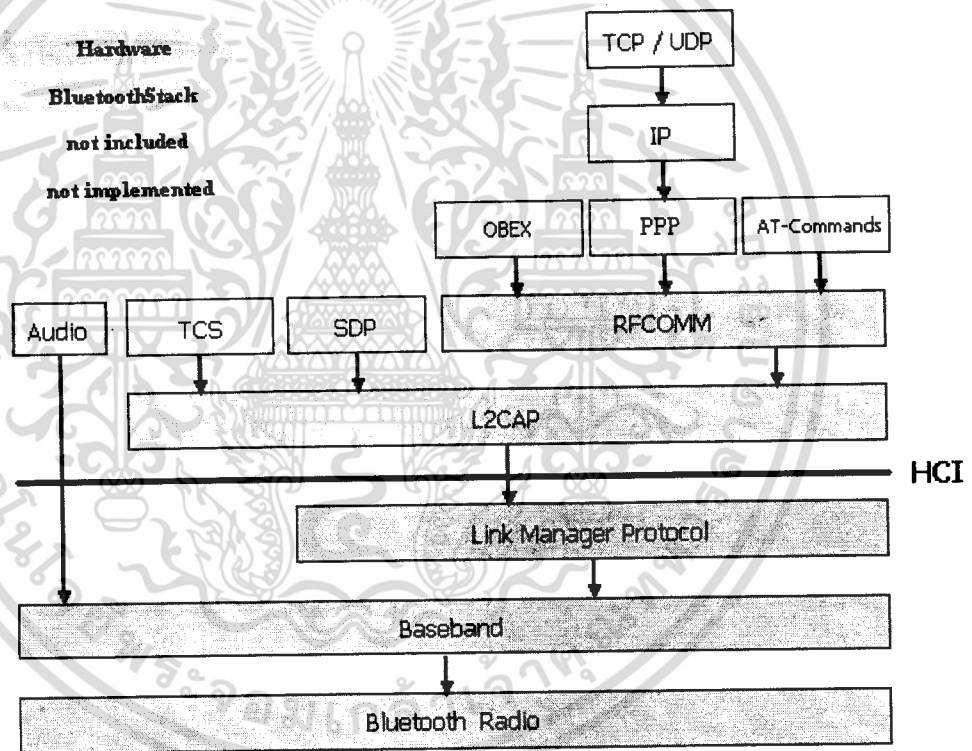 Hardware
BluetoothStack
not included
not implemented
TCP / UDP
IP
OBEX
PPP
AT-Commands
Audio
TCS
SDP
RFCOMM
L2CAP
HCI
Link Manager Protocol
Baseband
Bluetooth Radio